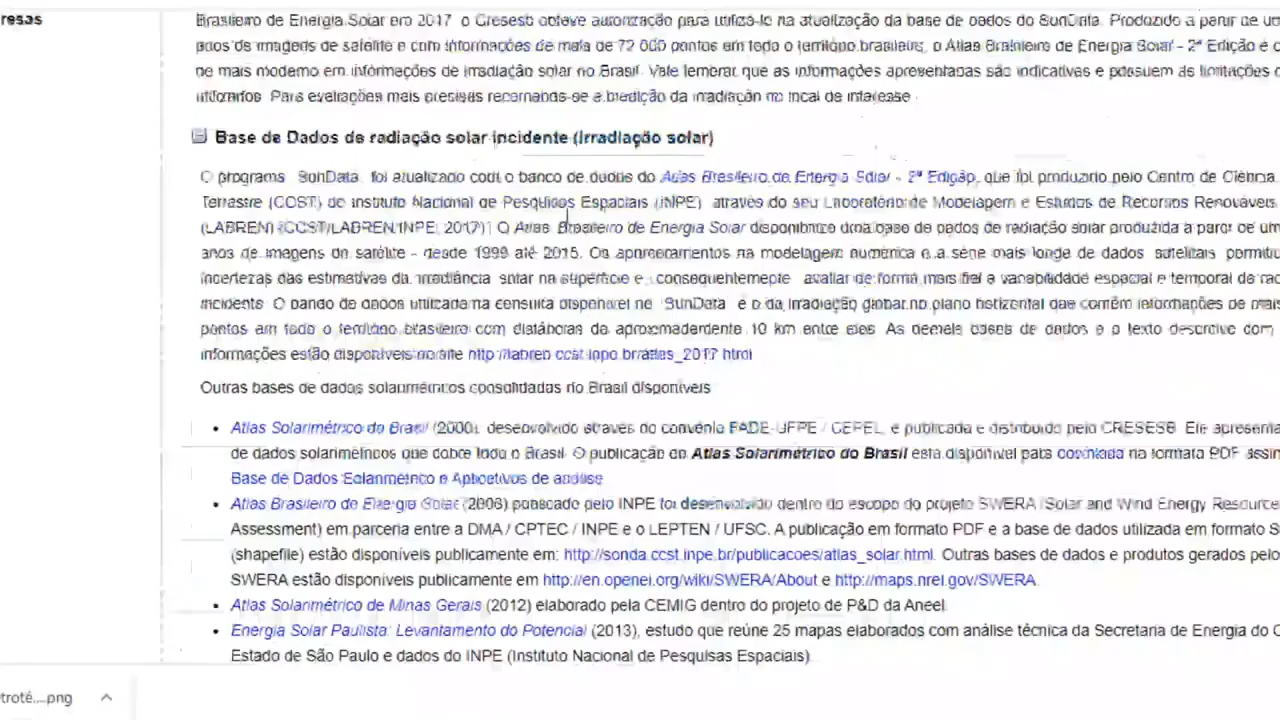 resas
Brasileiro de Energia Solar em 2017 o Cresesb obteve autorização para utilizá-lo na atualização da base de dados do SunData. Produzido a partir de
anos de imagens de satélite e com informações de mais de 72 000 pontos em todo o território brasileiro, o Atlas Brasileiro de Energia Solar - 2ª Edição é
de mais moderno em informações de irradiação solar no Brasil. Vale lembrar que as informações apresentadas são indicativas e possuem as limitações
utilizados. Para avaliações mais precisas recomenda-se a medição da irradiação no local de interesse
Base de Dados de radiação solar incidente (irradiação solar)
O programa SunData foi atualizado com o banco de dados do Atlas Brasileiro de Energia Solar - 2ª Edição, que foi produzido pelo Centro de Ciência
Terrestre (CCST) do Instituto Nacional de Pesquisas Espaciais (INPE) através do seu Laboratório de Modelagem e Estudos de Recursos Renováveis
(LABREN) (CCST/LABREN/INPE, 2017) O Atlas Brasileiro de Energia Solar disponibiliza uma base de dados de radiação solar produzida a partir de
anos de imagens de satélite - desde 1999 até 2015. Os aprimoramentos na modelagem numérica e a série mais longa de dados satelitais
incertezas das estimativas da irradiância solar na superfície e consequentemente avaliar de forma mais fiel a variabilidade espacial e temporal da
incidente O banco de dados utilizado na consulta disponível no SunData é o da irradiação global no plano horizontal que contêm informações de
pontos em todo o território brasileiro com distâncias de aproximadamente 10 km entre eles As demais bases de dados e o texto descritivo com
informações estão disponíveis no site http://labren.ccst.inpe.br/atlas_2017.html
Outras bases de dados solarimétricos consolidadas no Brasil disponíveis
• Atlas Solarimétrico do Brasil (2000), desenvolvido através do convênio FADE-UFPE / CEPEL, e publicada e distribuído pelo CRESESB Ele
de dados solarimétricos que cobre todo o Brasil O publicação do Atlas Solarimétrico do Brasil está disponível para download no formato PDF
Base de Dados Solarimétrico e Aplicativos de análise
• Atlas Brasileiro de Energia Solar (2006) publicado pelo INPE foi desenvolvido dentro do escopo do projeto SWERA (Solar and Wind Energy Resource
Assessment) em parceria entre a DMA / CPTEC / INPE e o LEPTEN / UFSC. A publicação em formato PDF e a base de dados utilizada em formato S
(shapefile) estão disponíveis publicamente em: http://sonda.ccst.inpe.br/publicacoes/atlas_solar.html. Outras bases de dados e produtos gerados pelo
SWERA estão disponíveis publicamente em http://en.openei.org/wiki/SWERA/About e http://maps.nrel.gov/SWERA.
• Atlas Solarimétrico de Minas Gerais (2012) elaborado pela CEMIG dentro do projeto de P&D da Aneel
• Energia Solar Paulista: Levantamento do Potencial (2013), estudo que reúne 25 mapas elaborados com análise técnica da Secretaria de Energia do
Estado de São Paulo e dados do INPE (Instituto Nacional de Pesquisas Espaciais)
troté....png